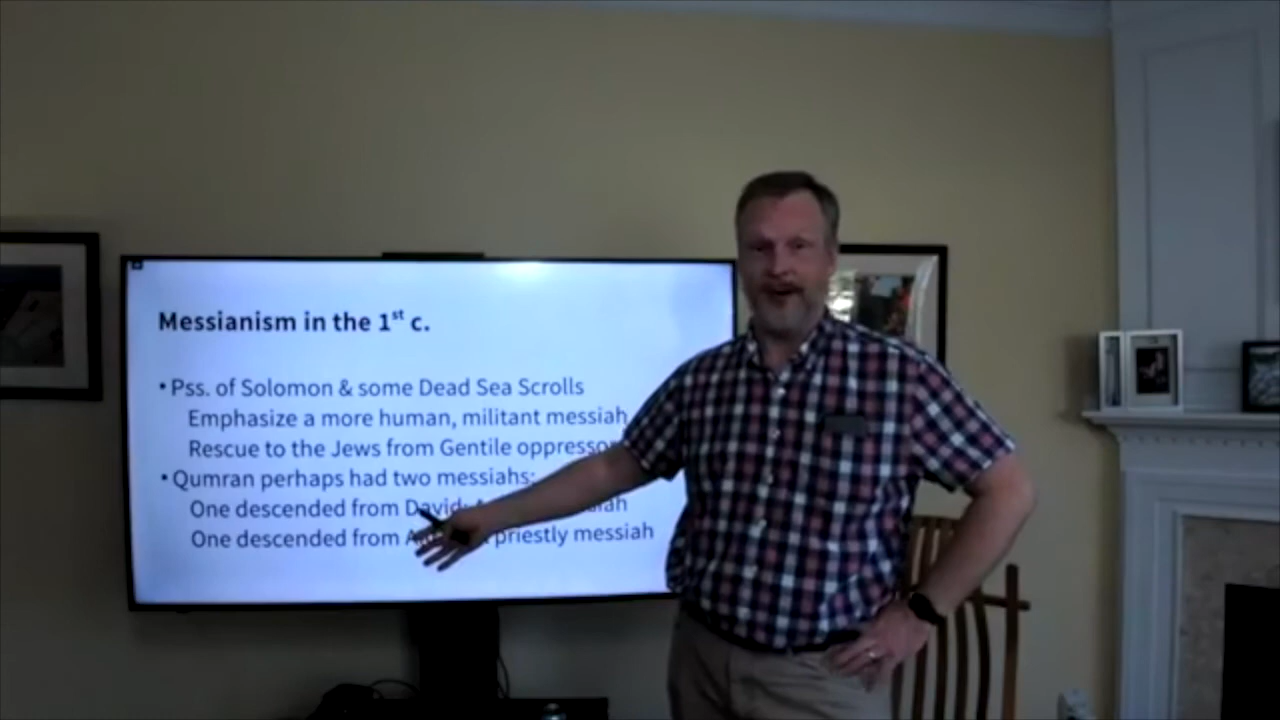 Messianism in the 1st c.
• Pss. of Solomon & some Dead Sea Scrolls
Emphasize a more human, militant messiah
Rescue to the Jews from Gentile
• Qumran perhaps had two messiahs:
One descended from David:
One descended from priestly messiah